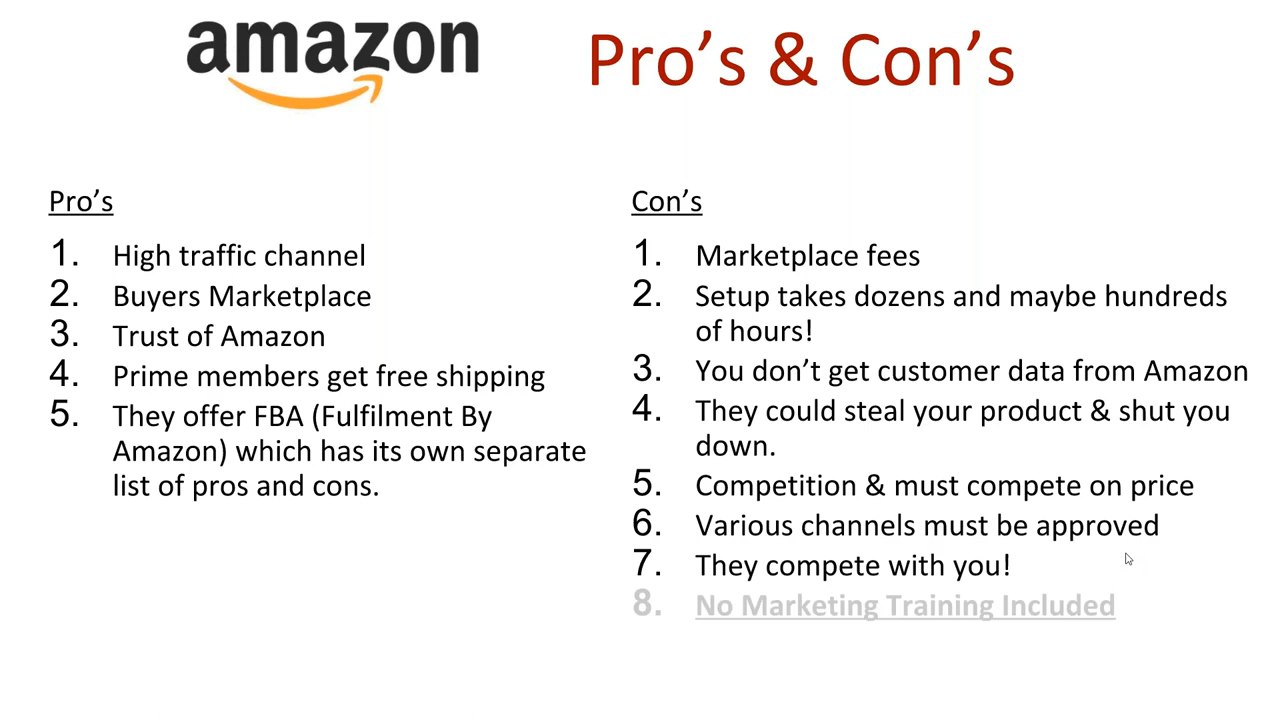 amazon
Pro’s & Con’s
Pro’s
1. High traffic channel
2. Buyers Marketplace
3. Trust of Amazon
4. Prime members get free shipping
5. They offer FBA (Fulfilment By
Amazon) which has its own separate
list of pros and cons.
Con’s
1. Marketplace fees
2. Setup takes dozens and maybe hundreds
of hours!
3. You don’t get customer data from Amazon
4. They could steal your product & shut you
down.
5. Competition & must compete on price
6. Various channels must be approved
7. They compete with you!
8. No Marketing Training Included